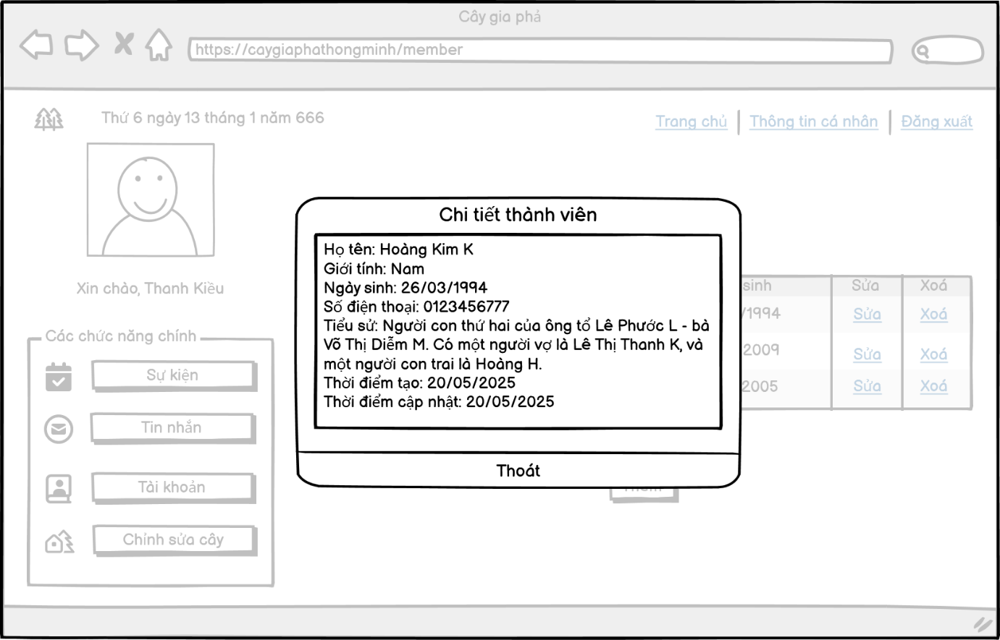 Cây gia phả
https://caygiaphathongminh/member
Thứ 6 ngày 13 tháng 1 năm 666
Trang chủ
Thông tin cá nhân
Đăng xuất
Xin chào, Thanh Kiều
Các chức năng chính
Sự kiện
Tin nhắn
Tài khoản
Chỉnh sửa cây
Chi tiết thành viên
Họ tên: Hoàng Kim K
Giới tính: Nam
Ngày sinh: 26/03/1994
Số điện thoại: 0123456777
Tiểu sử: Người con thứ hai của ông tổ Lê Phước L - bà
Võ Thị Diễm M. Có một người vợ là Lê Thị Thanh K, và
một người con trai là Hoàng H.
Thời điểm tạo: 20/05/2025
Thời điểm cập nhật: 20/05/2025
Thoát
sinh Sửa Xoá
/1994 Sửa Xoá
2009 Sửa Xoá
2005 Sửa Xoá